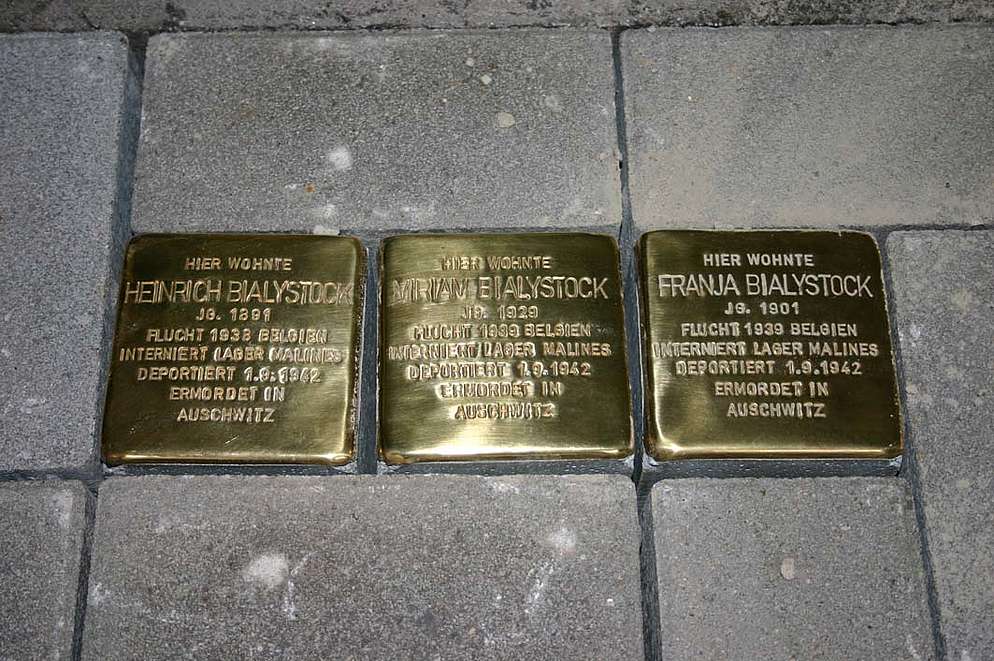 HIER WOHNTE
HEINRICH BIALYSTOCK
JG. 1891
FLUCHT 1938 BELGIEN
INTERNIERT LAGER MALINES
DEPORTIERT 1.9.1942
ERMORDET IN
AUSCHWITZ
HIER WOHNTE
MIRIAM BIALYSTOCK
JG. 1929
FLUCHT 1939 BELGIEN
INTERNIERT LAGER MALINES
DEPORTIERT 1.9.1942
ERMORDET IN
AUSCHWITZ
HIER WOHNTE
FRANJA BIALYSTOCK
JG. 1901
FLUCHT 1939 BELGIEN
INTERNIERT LAGER MALINES
DEPORTIERT 1.9.1942
ERMORDET IN
AUSCHWITZ